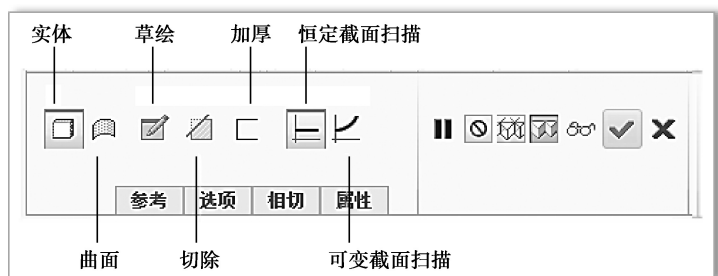 实体 草绘 加厚 恒定截面扫描
参考 选项 相切 属性
曲面 切除 可变截面扫描